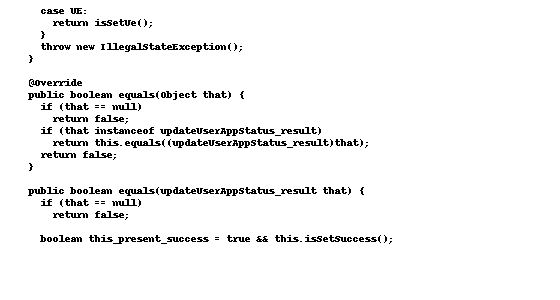 case UE:
return isSetUe();
}
throw new IllegalStateException();
}
@Override
public boolean equals(Object that) {
if (that == null)
return false;
if (that instanceof updateUserAppStatus_result)
return this.equals((updateUserAppStatus_result)that);
return false;
}
public boolean equals(updateUserAppStatus_result that) {
if (that == null)
return false;
boolean this_present_success = true && this.isSetSuccess();